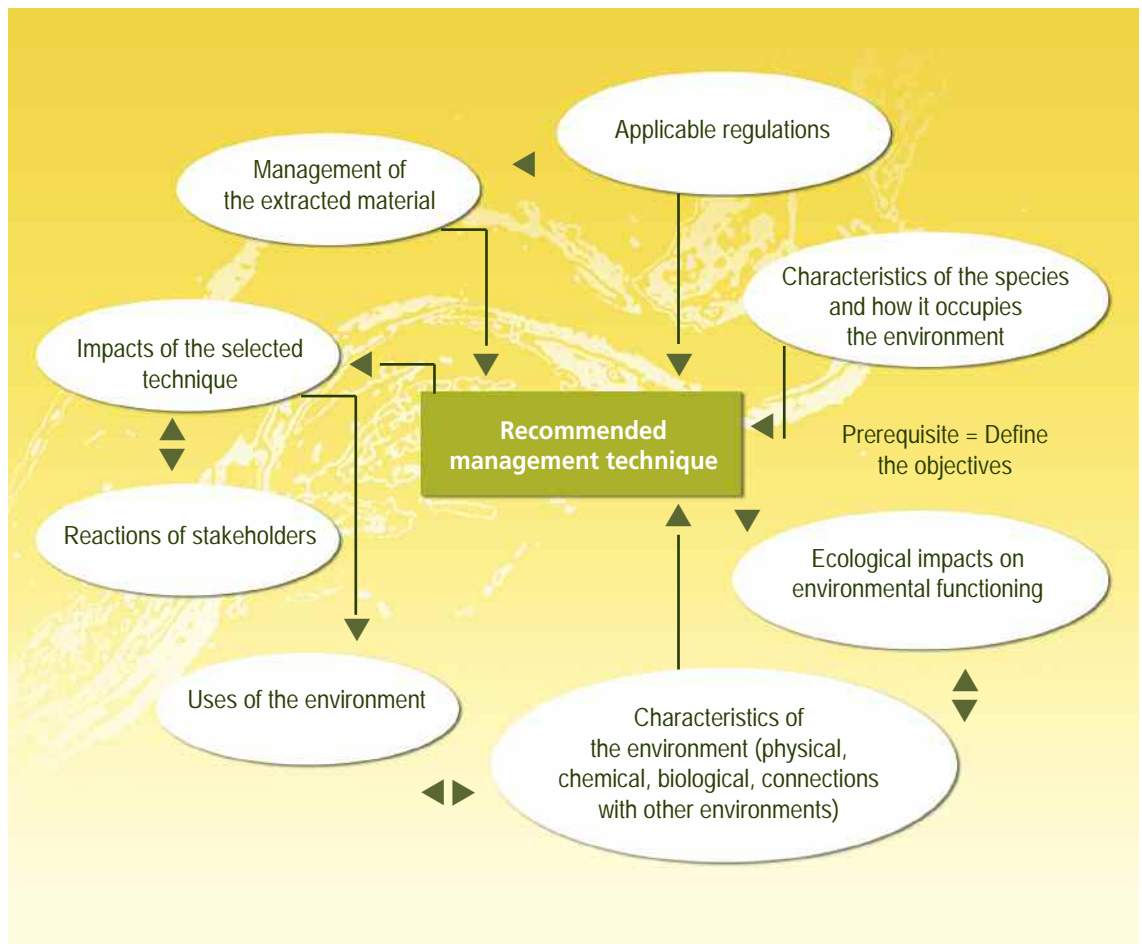 Applicable regulations
Management of
the extracted material
Characteristics of the species
and how it occupies
the environment
Impacts of the selected
technique
Recommended
management technique
Prerequisite = Define
the objectives
Reactions of stakeholders
Ecological impacts on
environmental functioning
Uses of the environment
Characteristics of
the environment (physical,
chemical, biological, connections
with other environments)